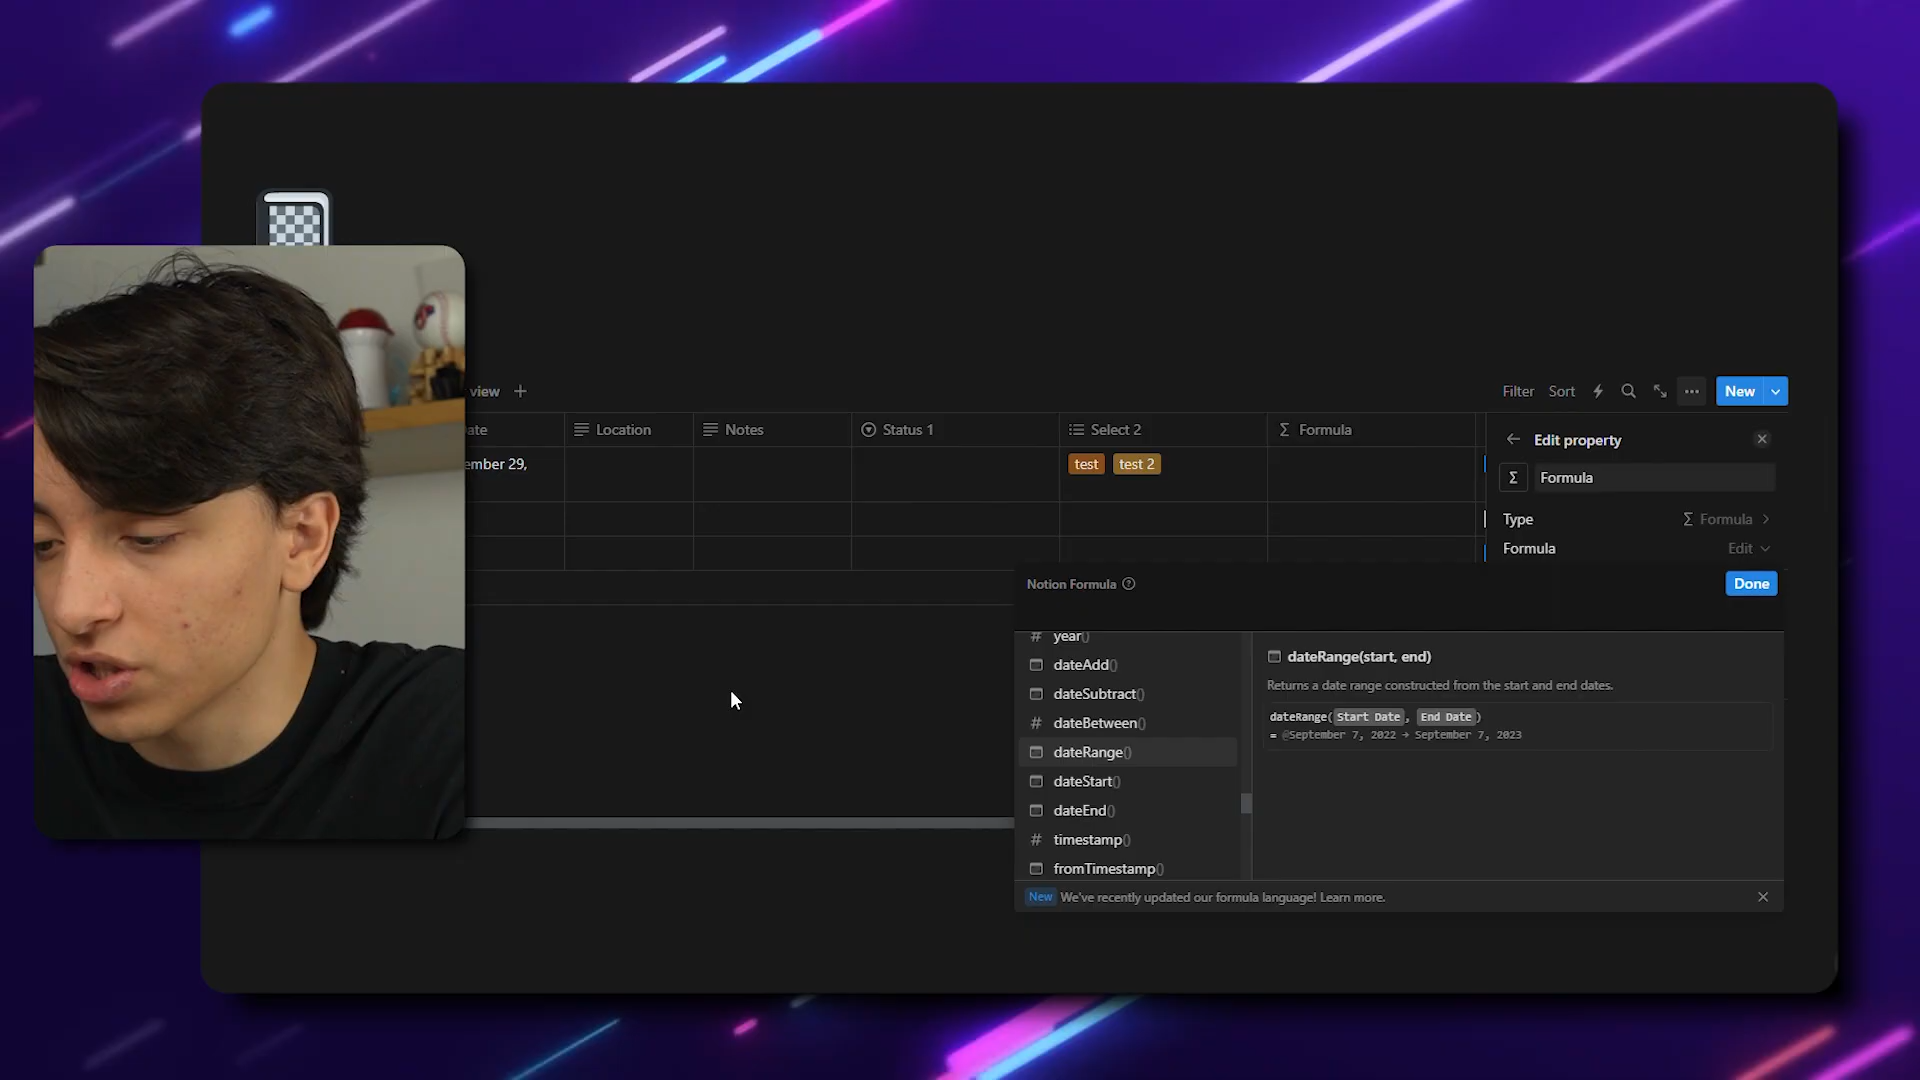 view +
Filter Sort New
ate Location Notes Status 1 Select 2 Σ Formula
ember 29, test test 2
Edit property
Σ Formula
Type Σ Formula
Formula Edit
Notion Formula
Done
# year()
dateAdd()
dateSubtract()
# dateBetween()
dateRange()
dateStart()
dateEnd()
# timestamp()
fromTimestamp()
dateRange(start, end)
Returns a date range constructed from the start and end dates.
dateRange( Start Date , End Date )
= @September 7, 2022 → September 7, 2023
New We've recently updated our formula language! Learn more.